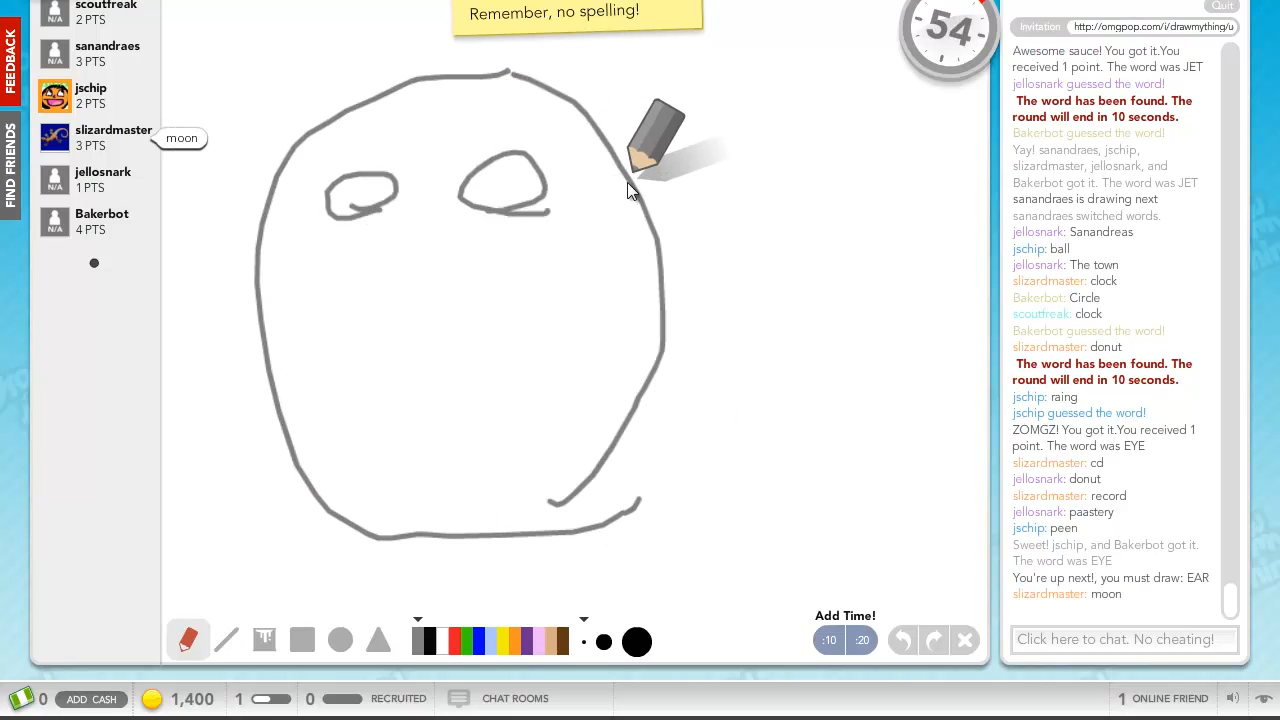 scoutfreak
2 PTS
FEEDBACK
FIND FRIENDS
N/A
sanandraes
3 PTS
jschip
2 PTS
slizardmaster
3 PTS
moon
N/A
jellosnark
1 PTS
N/A
Bakerbot
4 PTS
Remember, no spelling!
54
Add Time!
:10
:20
Quit
Invitation
http://omgpop.com/i/drawmything/u
Awesome sauce! You got it.You
received 1 point. The word was JET
jellosnark guessed the word!
The word has been found. The
round will end in 10 seconds.
Bakerbot guessed the word!
Yay! sanandraes, jschip,
slizardmaster, jellosnark, and
Bakerbot got it. The word was JET
sanandraes is drawing next
sanandraes switched words.
jellosnark: Sanandreas
jschip: ball
jellosnark: The town
slizardmaster: clock
Bakerbot: Circle
scoutfreak: clock
Bakerbot guessed the word!
slizardmaster: donut
The word has been found. The
round will end in 10 seconds.
jschip: raing
jschip guessed the word!
ZOMGZ! You got it.You received 1
point. The word was EYE
slizardmaster: cd
jellosnark: donut
slizardmaster: record
jellosnark: paastery
jschip: peen
Sweet! jschip, and Bakerbot got it.
The word was EYE
You're up next!, you must draw: EAR
slizardmaster: moon
Click here to chat. No cheating!
0
ADD CASH
1,400
1
0
RECRUITED
CHAT ROOMS
1 ONLINE FRIEND